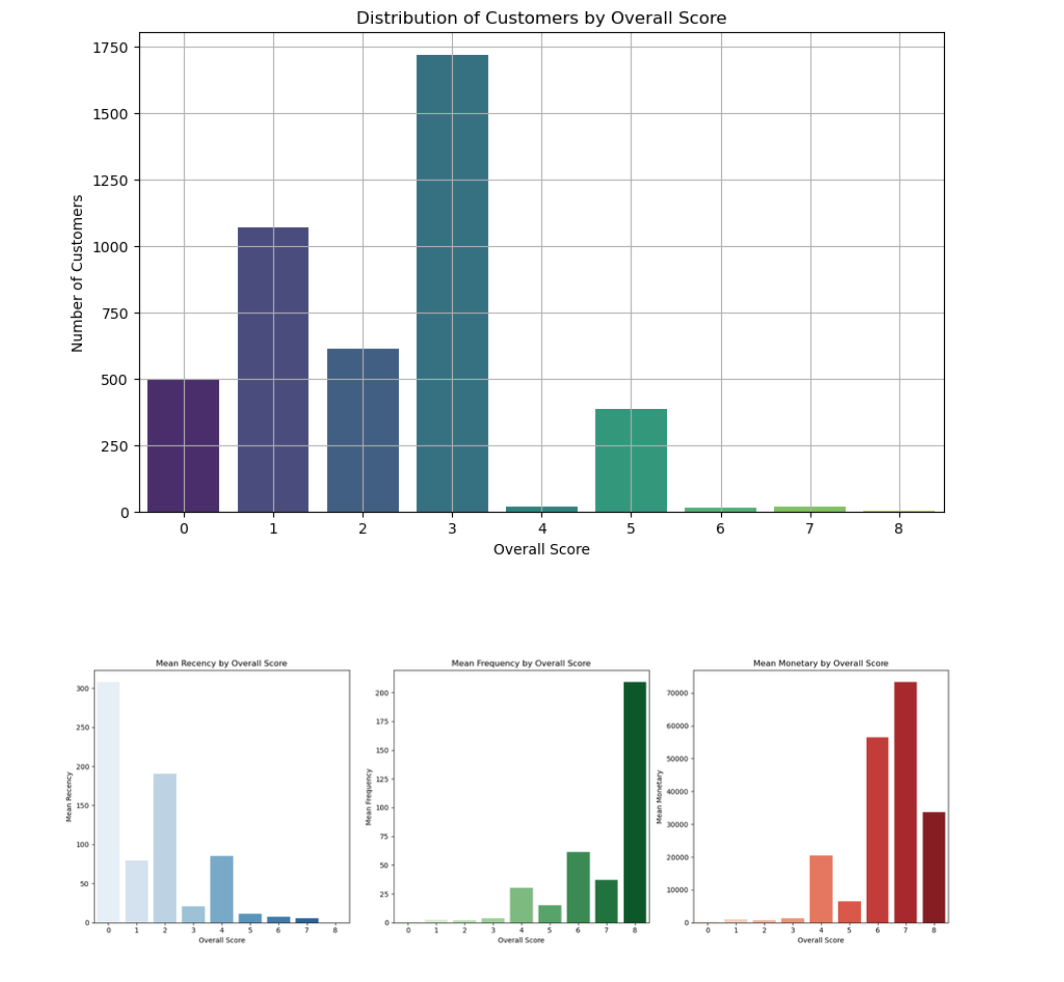 Distribution of Customers by Overall Score
1750
1500
1250
1000
750
500
250
0
Number of Customers
0 1 2 3 4 5 6 7 8
Overall Score
Mean Recency by Overall Score
300
250
200
150
100
50
0
Mean Recency
0 1 2 3 4 5 6 7 8
Overall Score
Mean Frequency by Overall Score
200
175
150
125
100
75
50
25
0
Mean Frequency
0 1 2 3 4 5 6 7 8
Overall Score
Mean Monetary by Overall Score
70000
60000
50000
40000
30000
20000
10000
0
Mean Monetary
0 1 2 3 4 5 6 7 8
Overall Score